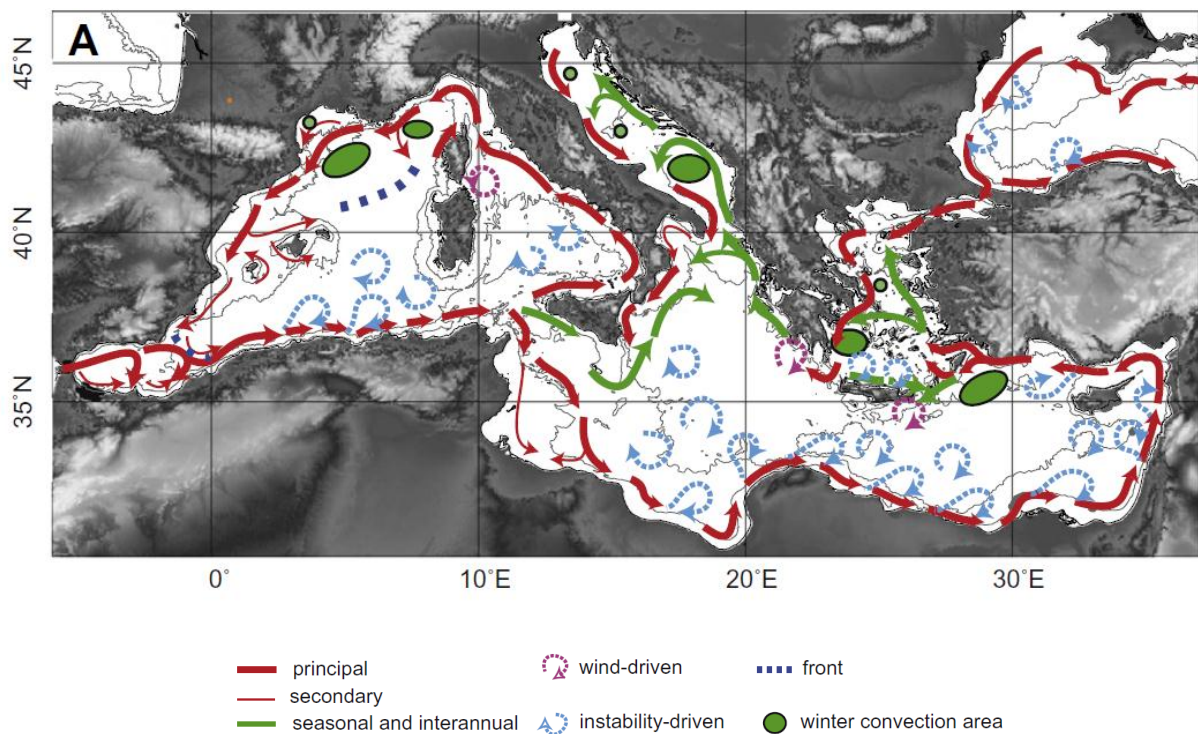 A
45°N
40°N
35°N
0° 10°E 20°E 30°E
principal wind-driven front
secondary
seasonal and interannual instability-driven winter convection area